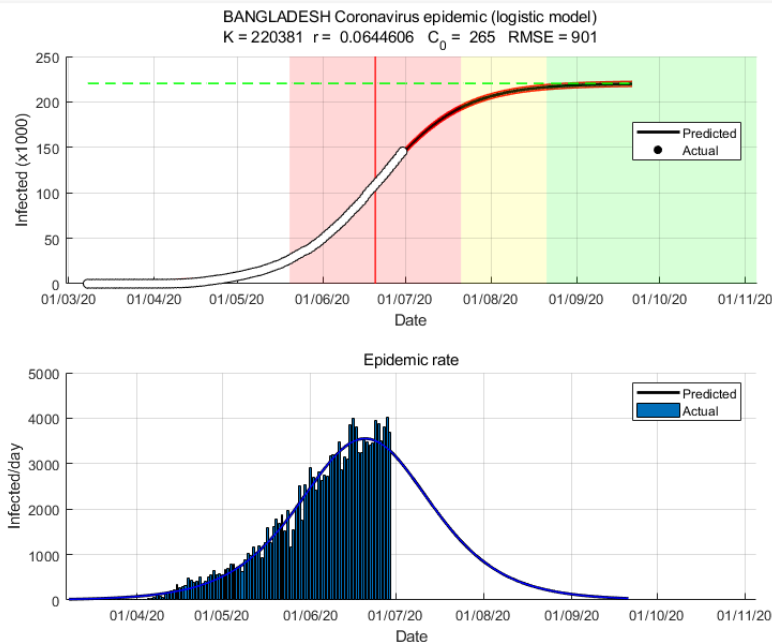 BANGLADESH Coronavirus epidemic (logistic model)
K = 220381 r = 0.0644606 C0 = 265 RMSE = 901
250
200
150
100
50
0
Infected (x1000)
Predicted
Actual
01/03/20 01/04/20 01/05/20 01/06/20 01/07/20 01/08/20 01/09/20 01/10/20 01/11/20
Date
Epidemic rate
5000
4000
3000
2000
1000
0
Infected/day
Predicted
Actual
01/04/20 01/05/20 01/06/20 01/07/20 01/08/20 01/09/20 01/10/20 01/11/20
Date